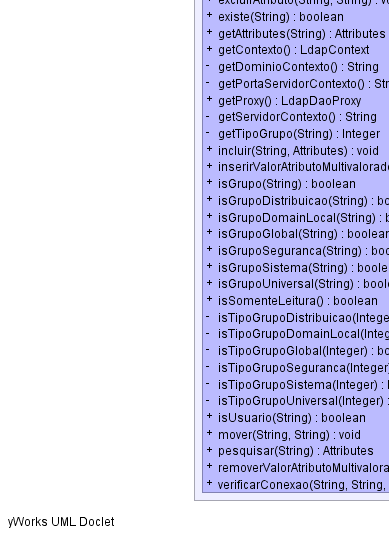 + excluirAtributo(String, String) : v
+ existe(String) : boolean
+ getAttributes(String) : Attributes
+ getContexto() : LdapContext
- getDominioContexto() : String
- getPortaServidorContexto() : Str
+ getProxy() : LdapDaoProxy
- getServidorContexto() : String
- getTipoGrupo(String) : Integer
+ incluir(String, Attributes) : void
+ inserirValorAtributoMultivalorad
+ isGrupo(String) : boolean
+ isGrupoDistribuicao(String) : bo
+ isGrupoDomainLocal(String) : b
+ isGrupoGlobal(String) : boolear
+ isGrupoSeguranca(String) : boo
+ isGrupoSistema(String) : boole
+ isGrupoUniversal(String) : bool
+ isSomenteLeitura() : boolean
- isTipoGrupoDistribuicao(Intege
- isTipoGrupoDomainLocal(Integ
- isTipoGrupoGlobal(Integer) : bo
- isTipoGrupoSeguranca(Integer)
- isTipoGrupoSistema(Integer) : 
- isTipoGrupoUniversal(Integer) :
+ isUsuario(String) : boolean
+ mover(String, String) : void
+ pesquisar(String) : Attributes
+ removerValorAtributoMultivalora
+ verificarConexao(String, String,
yWorks UML Doclet